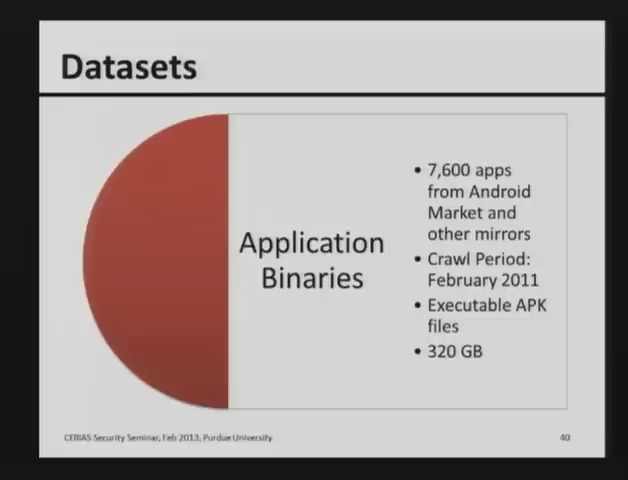 Datasets
Application
Binaries
• 7,600 apps
from Android
Market and
other mirrors
• Crawl Period:
February 2011
• Executable APK
files
• 320 GB
CERIAS Security Seminar, Feb 2013, Purdue University
40